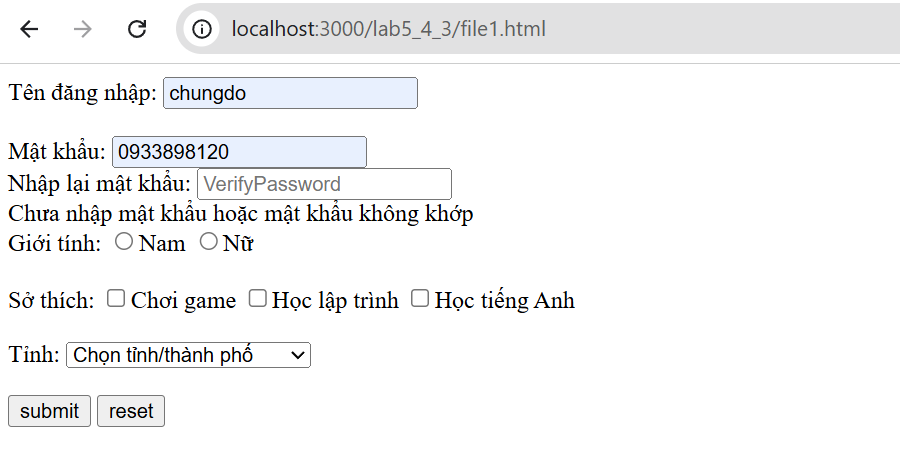 localhost:3000/lab5_4_3/file1.html
Tên đăng nhập: chungdo
Mật khẩu: 0933898120
Nhập lại mật khẩu: VerifyPassword
Chưa nhập mật khẩu hoặc mật khẩu không khớp
Giới tính: Nam Nữ
Sở thích: Chơi game Học lập trình Học tiếng Anh
Tỉnh: Chọn tỉnh/thành phố
submit reset